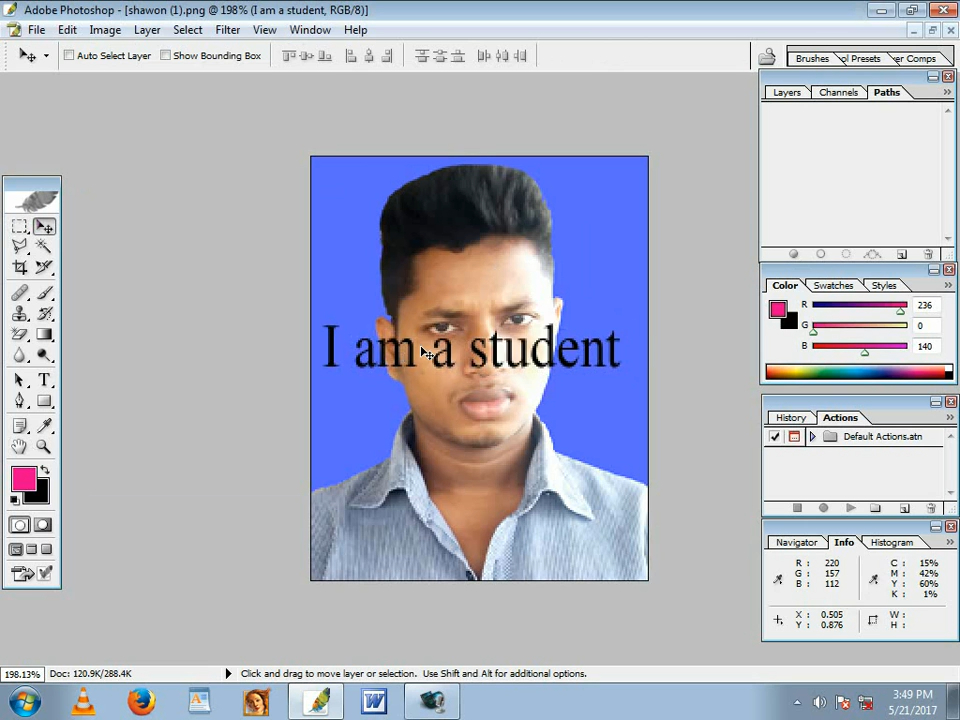 Adobe Photoshop - [shawon (1).png @ 198% (I am a student, RGB/8)]
File Edit Image Layer Select Filter View Window Help
Auto Select Layer Show Bounding Box
Brushes ol Presets er Comps
Layers Channels Paths
Color Swatches Styles
R 236
G 0
B 140
I am a student
History Actions
Default Actions.atn
Navigator Info Histogram
R : 220 C : 15%
G : 157 M : 42%
B : 112 Y : 60%
K : 1%
X : 0.505 W :
Y : 0.876 H :
198.13% Doc: 120.9K/288.4K Click and drag to move layer or selection. Use Shift and Alt for additional options.
3:49 PM
5/21/2017